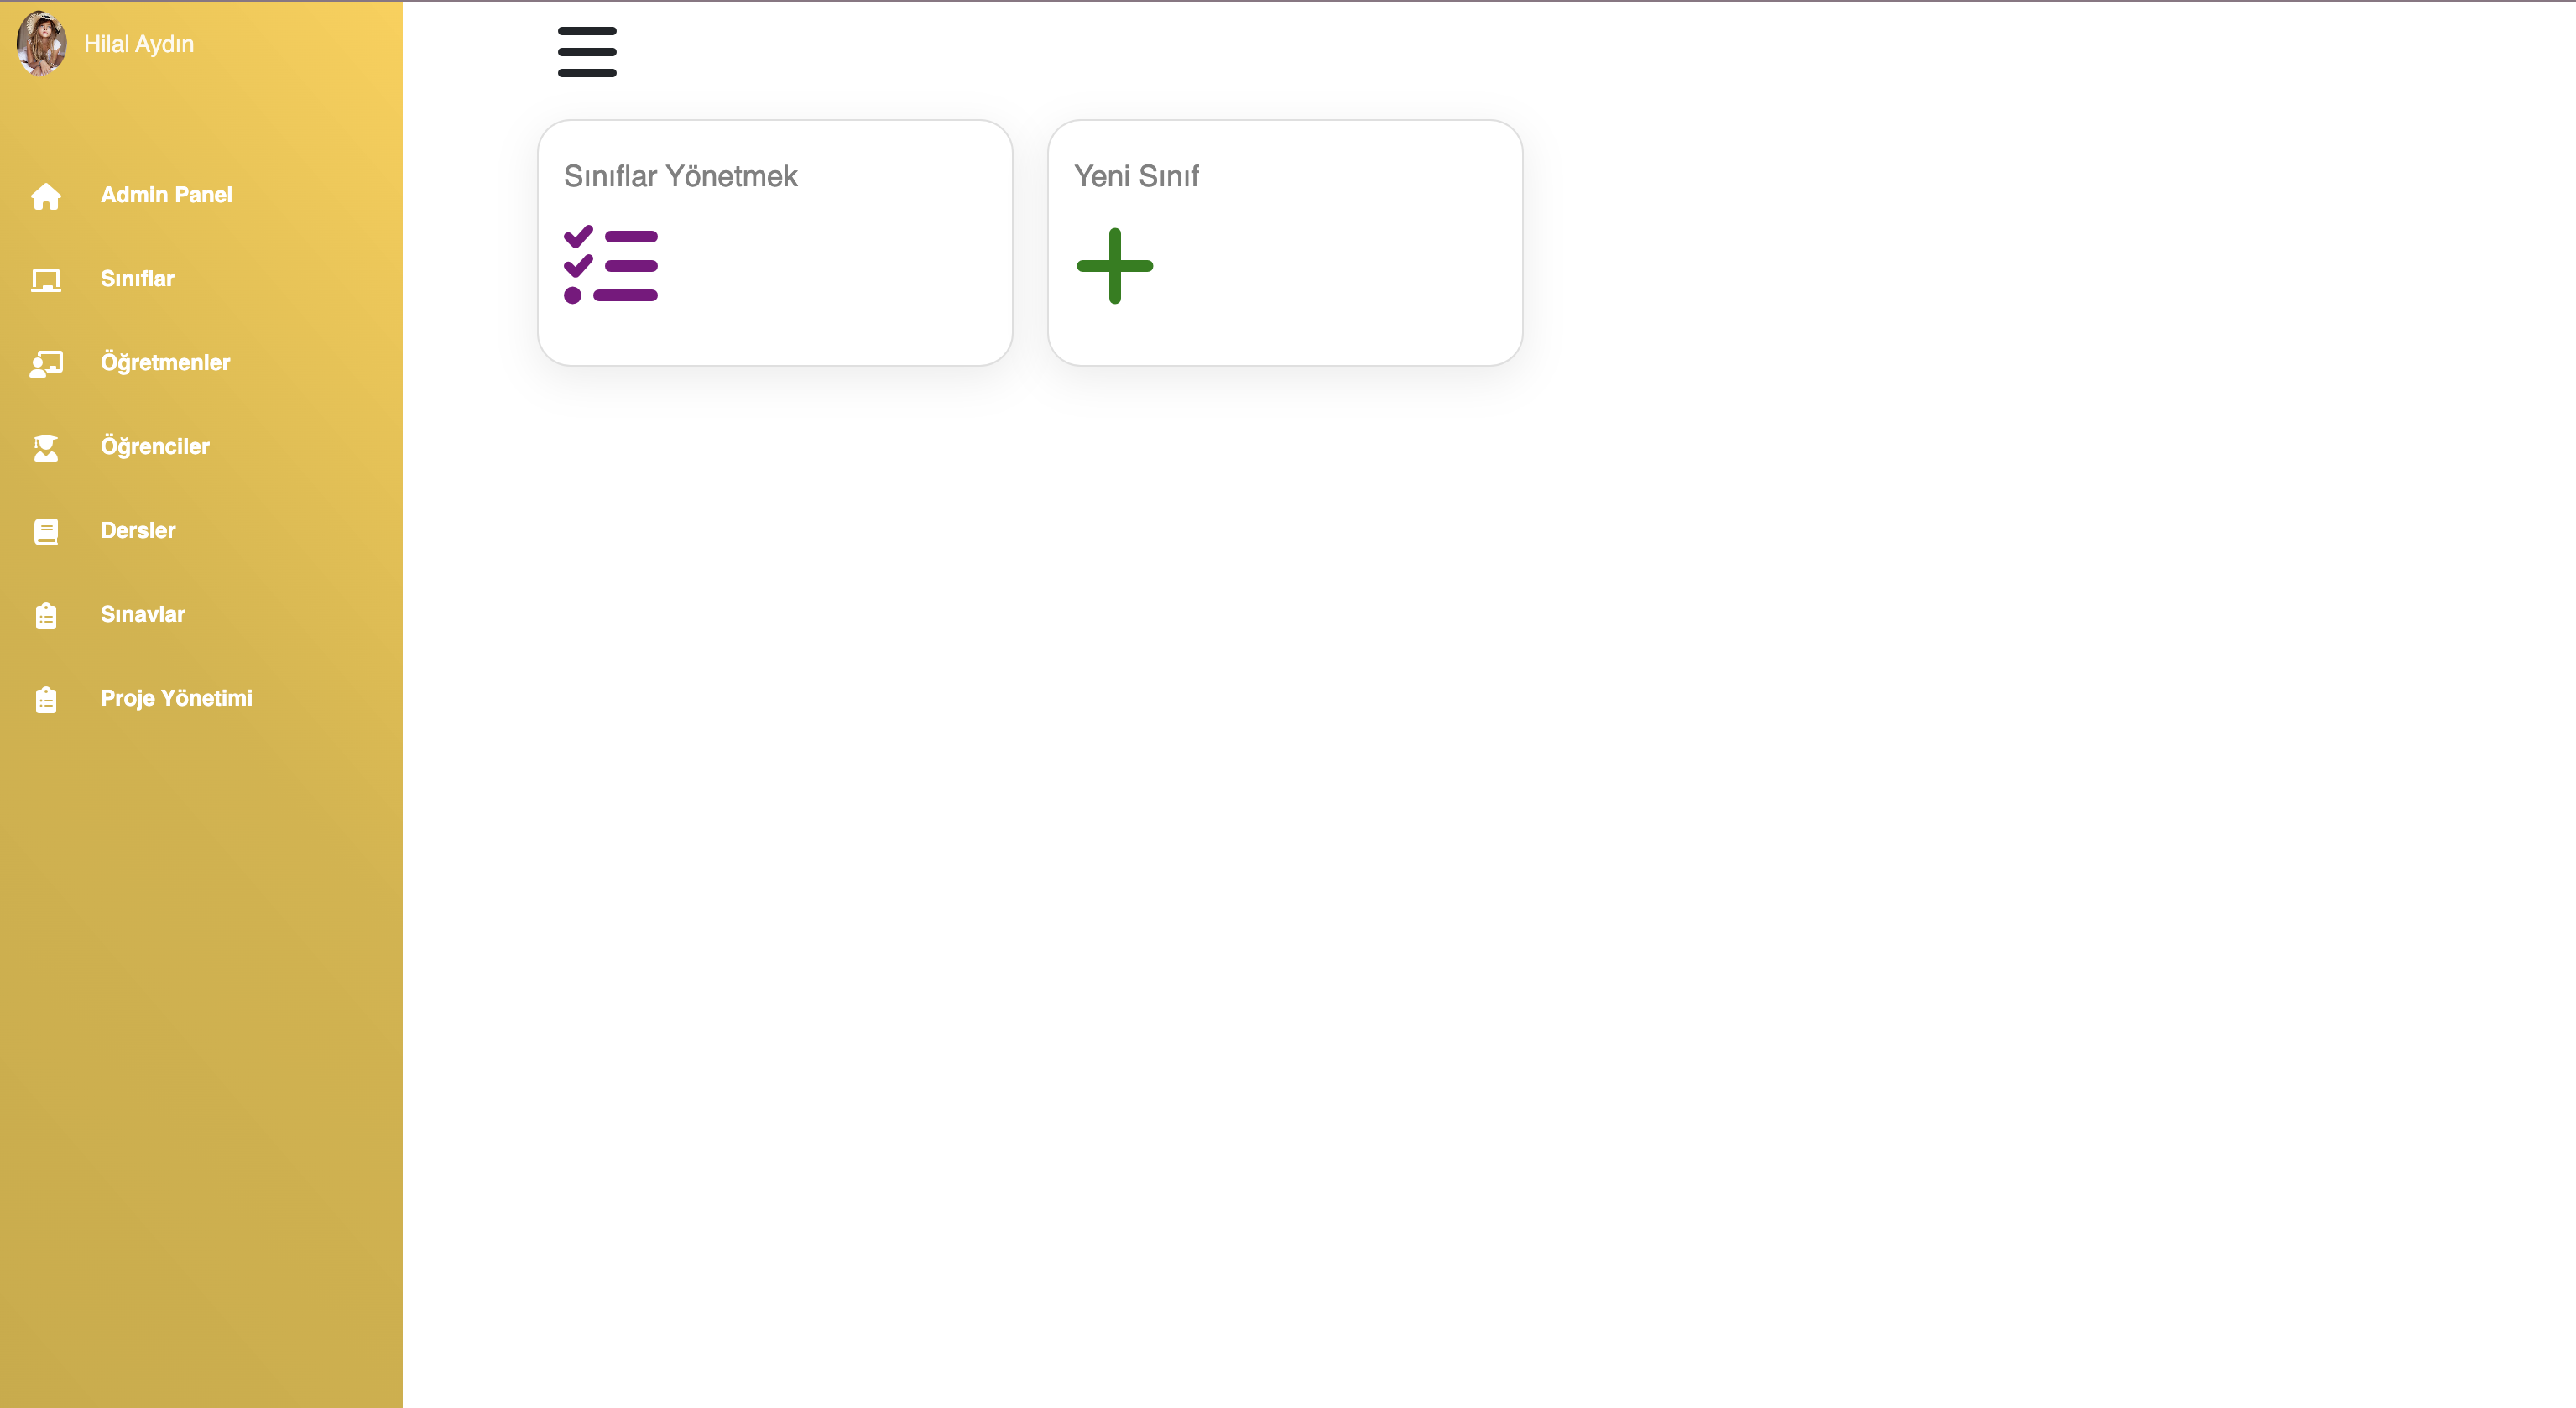 Hilal Aydın
Admin Panel
Sınıflar
Öğretmenler
Öğrenciler
Dersler
Sınavlar
Proje Yönetimi
Sınıflar Yönetmek
Yeni Sınıf